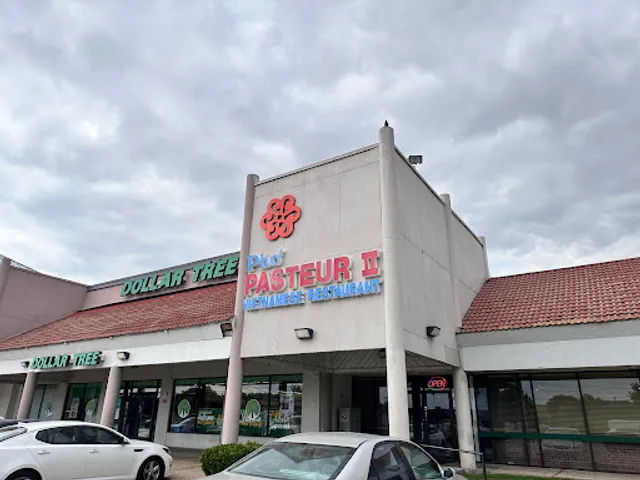 DOLLAR TREE
DOLLAR TREE
Phở
PASTEUR II
VIETNAMESE RESTAURANT
OPEN